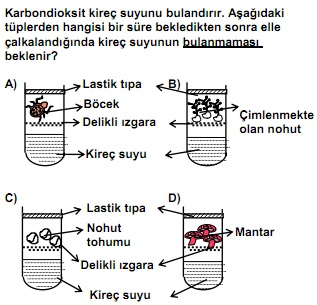 Karbondioksit kireç suyunu bulandırır. Aşağıdaki
tüplerden hangisi bir süre bekledikten sonra elle
çalkalandığında kireç suyunun bulanmaması
beklenir?
A)
Lastik tıpa
B)
Böcek
Delikli ızgara
Çimlenmekte
olan nohut
Kireç suyu
C)
Lastik tıpa
D)
Nohut
tohumu
Mantar
Delikli ızgara
Kireç suyu